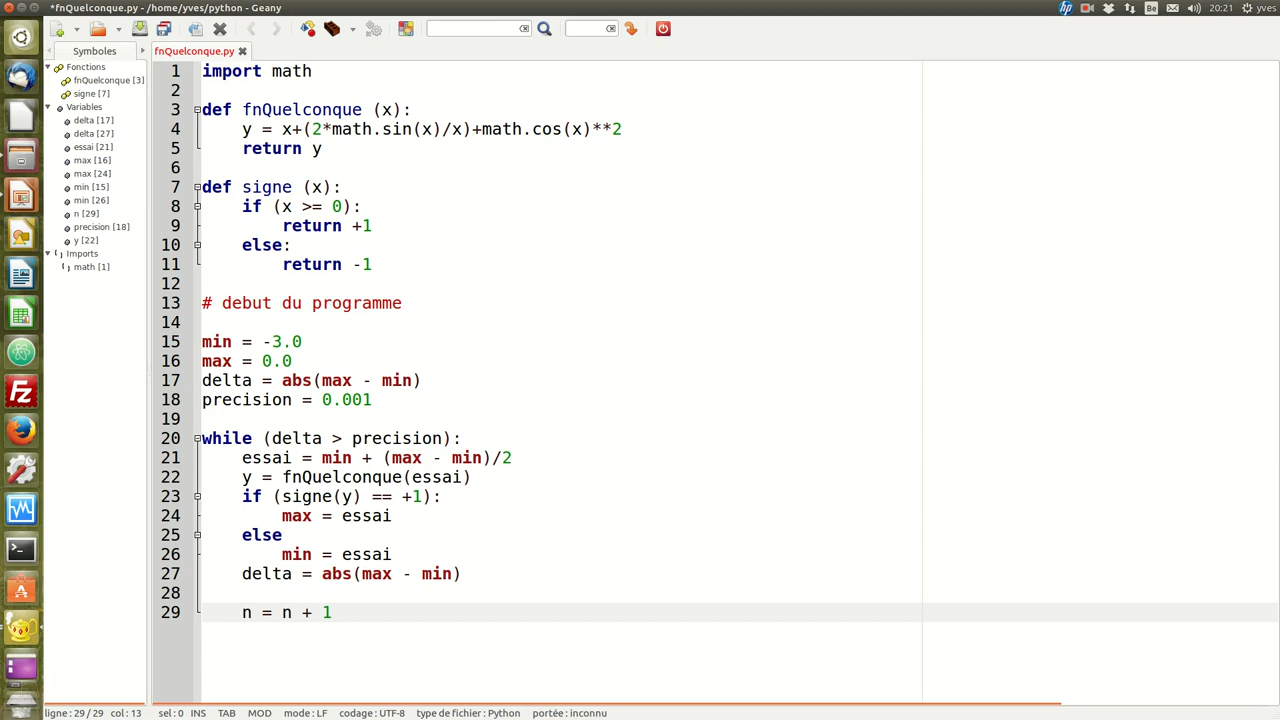 *fnQuelconque.py - /home/yves/python - Geany
Be 20:21 yves
Symboles
fnQuelconque.py
Fonctions
fnQuelconque [3]
signe [7]
Variables
delta [17]
delta [27]
essai [21]
max [16]
max [24]
min [15]
min [26]
n [29]
precision [18]
y [22]
Imports
math [1]
1 import math
2
3 def fnQuelconque (x):
4 y = x+(2*math.sin(x)/x)+math.cos(x)**2
5 return y
6
7 def signe (x):
8 if (x >= 0):
9 return +1
10 else:
11 return -1
12
13 # debut du programme
14
15 min = -3.0
16 max = 0.0
17 delta = abs(max - min)
18 precision = 0.001
19
20 while (delta > precision):
21 essai = min + (max - min)/2
22 y = fnQuelconque(essai)
23 if (signe(y) == +1):
24 max = essai
25 else
26 min = essai
27 delta = abs(max - min)
28
29 n = n + 1
ligne : 29 / 29 col : 13 sel : 0 INS TAB MOD mode : LF codage : UTF-8 type de fichier : Python portée : inconnu